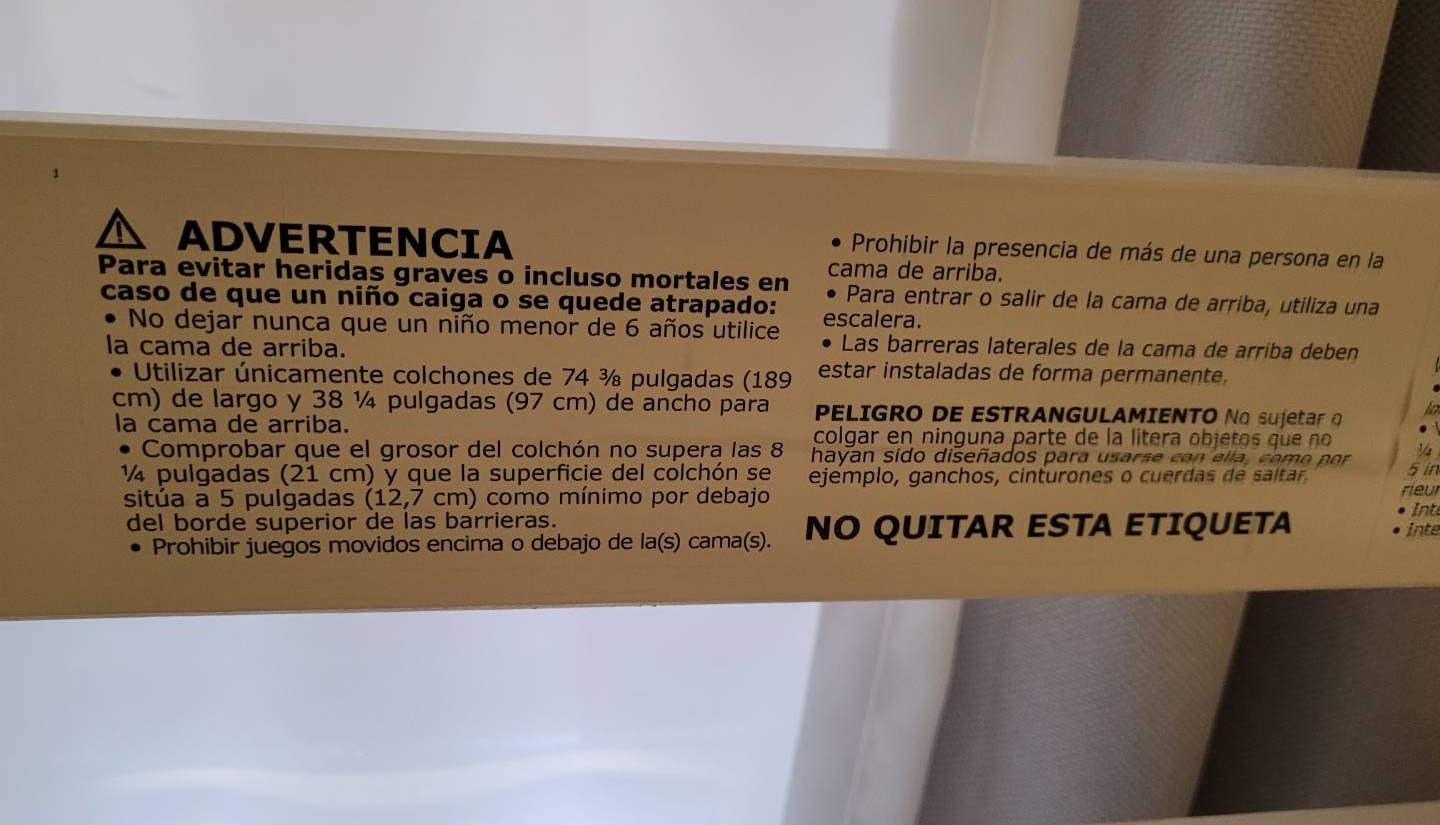 ADVERTENCIA
Para evitar heridas graves o incluso mortales en
caso de que un niño caiga o se quede atrapado:
• No dejar nunca que un niño menor de 6 años utilice
la cama de arriba.
• Utilizar únicamente colchones de 74 ⅜ pulgadas (189
cm) de largo y 38 ¼ pulgadas (97 cm) de ancho para
la cama de arriba.
• Comprobar que el grosor del colchón no supera las 8
¼ pulgadas (21 cm) y que la superficie del colchón se
sitúa a 5 pulgadas (12,7 cm) como mínimo por debajo
del borde superior de las barrieras.
• Prohibir juegos movidos encima o debajo de la(s) cama(s).
• Prohibir la presencia de más de una persona en la
cama de arriba.
• Para entrar o salir de la cama de arriba, utiliza una
escalera.
• Las barreras laterales de la cama de arriba deben
estar instaladas de forma permanente.
PELIGRO DE ESTRANGULAMIENTO No sujetar o
colgar en ninguna parte de la litera objetos que no
hayan sido diseñados para usarse con ella, como por
ejemplo, ganchos, cinturones o cuerdas de saltar.
NO QUITAR ESTA ETIQUETA